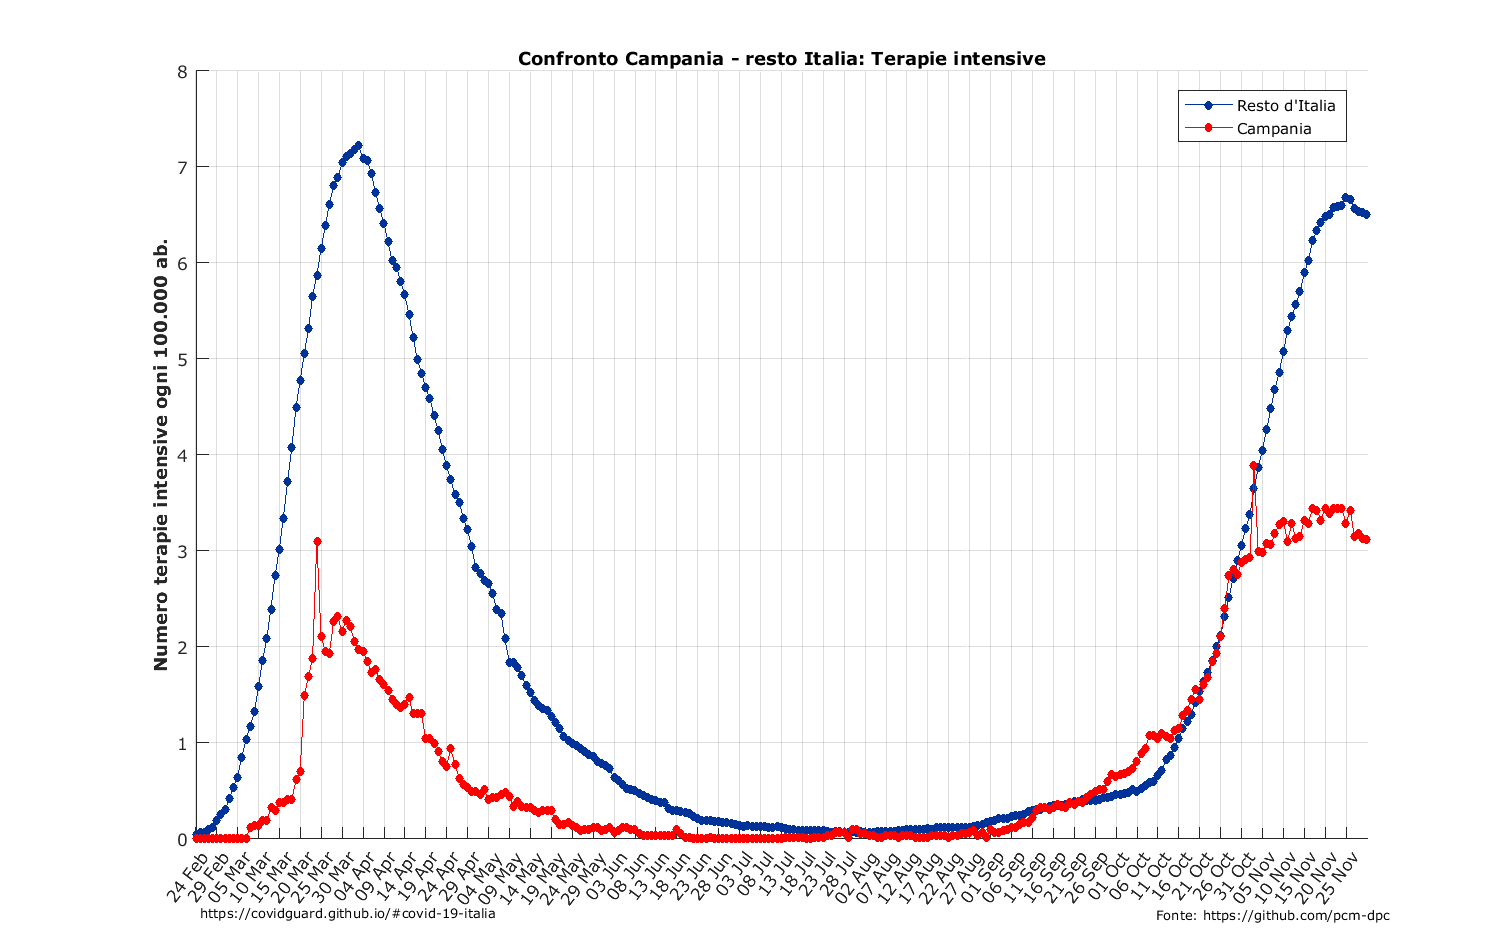 Confronto Campania - resto Italia: Terapie intensive
Resto d'Italia
Campania
Numero terapie intensive ogni 100.000 ab.
8
7
6
5
4
3
2
1
0
24 Feb
29 Feb
05 Mar
10 Mar
15 Mar
20 Mar
25 Mar
30 Mar
04 Apr
09 Apr
14 Apr
19 Apr
24 Apr
29 Apr
04 May
09 May
14 May
19 May
24 May
29 May
03 Jun
08 Jun
13 Jun
18 Jun
23 Jun
28 Jun
03 Jul
08 Jul
13 Jul
18 Jul
23 Jul
28 Jul
02 Aug
07 Aug
12 Aug
17 Aug
22 Aug
27 Aug
01 Sep
06 Sep
11 Sep
16 Sep
21 Sep
26 Sep
01 Oct
06 Oct
11 Oct
16 Oct
21 Oct
26 Oct
31 Oct
05 Nov
10 Nov
15 Nov
20 Nov
25 Nov
https://covidguard.github.io/#covid-19-italia
Fonte: https://github.com/pcm-dpc